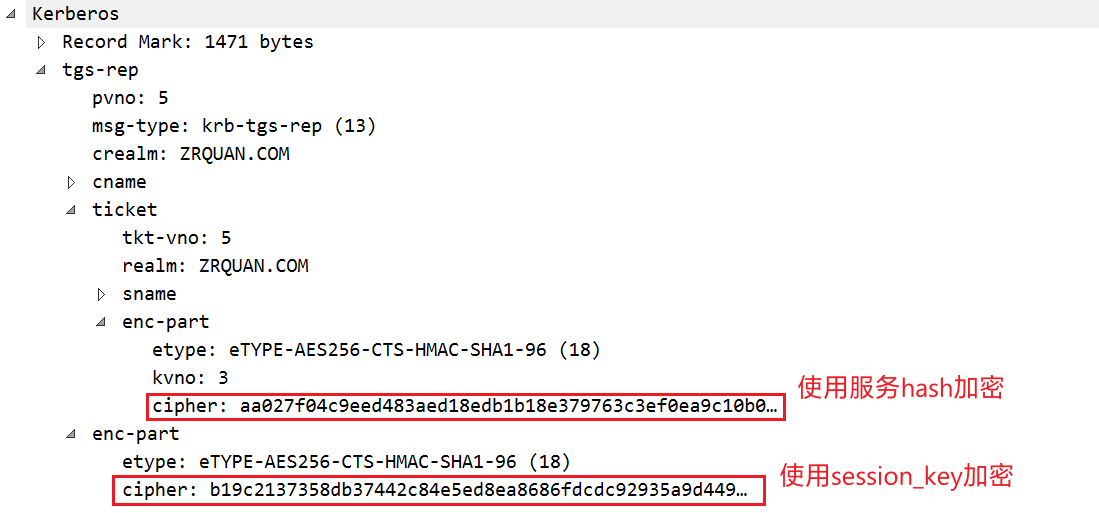 Kerberos
Record Mark: 1471 bytes
tgs-rep
pvno: 5
msg-type: krb-tgs-rep (13)
crealm: ZRQUAN.COM
cname
ticket
tkt-vno: 5
realm: ZRQUAN.COM
sname
enc-part
etype: eTYPE-AES256-CTS-HMAC-SHA1-96 (18)
kvno: 3
cipher: aa027f04c9eed483aed18edb1b18e379763c3ef0ea9c10b0… 使用服务hash加密
enc-part
etype: eTYPE-AES256-CTS-HMAC-SHA1-96 (18)
cipher: b19c2137358db37442c84e5ed8ea8686fdcdc92935a9d449… 使用session_key加密